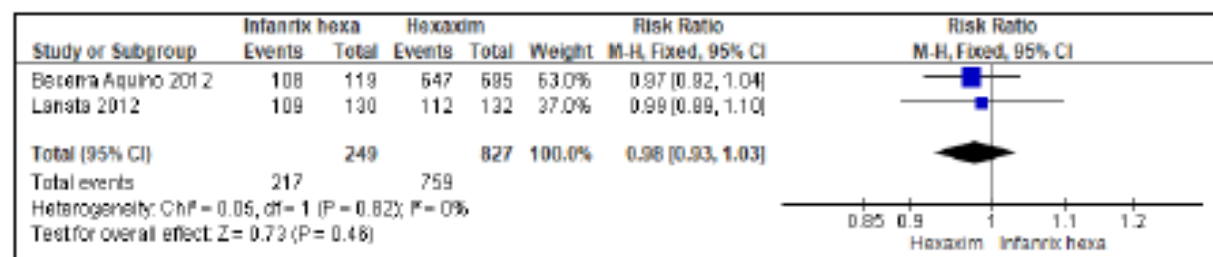 Infanrix hexa Hexaxim Risk Ratio Risk Ratio
Study or Subgroup Events Total Events Total Weight M-H, Fixed, 95% CI M-H, Fixed, 95% CI
Becerra Aquino 2012 108 119 647 695 63.0% 0.97 [0.92, 1.04]
Lanata 2012 109 130 112 132 37.0% 0.99 [0.89, 1.10]
Total (95% CI) 249 827 100.0% 0.98 [0.93, 1.03]
Total events 217 759
Heterogeneity: Chi² = 0.05, df = 1 (P = 0.82); I² = 0%
Test for overall effect: Z = 0.73 (P = 0.46)
0.85 0.9 1 1.1 1.2
Hexaxim Infanrix hexa